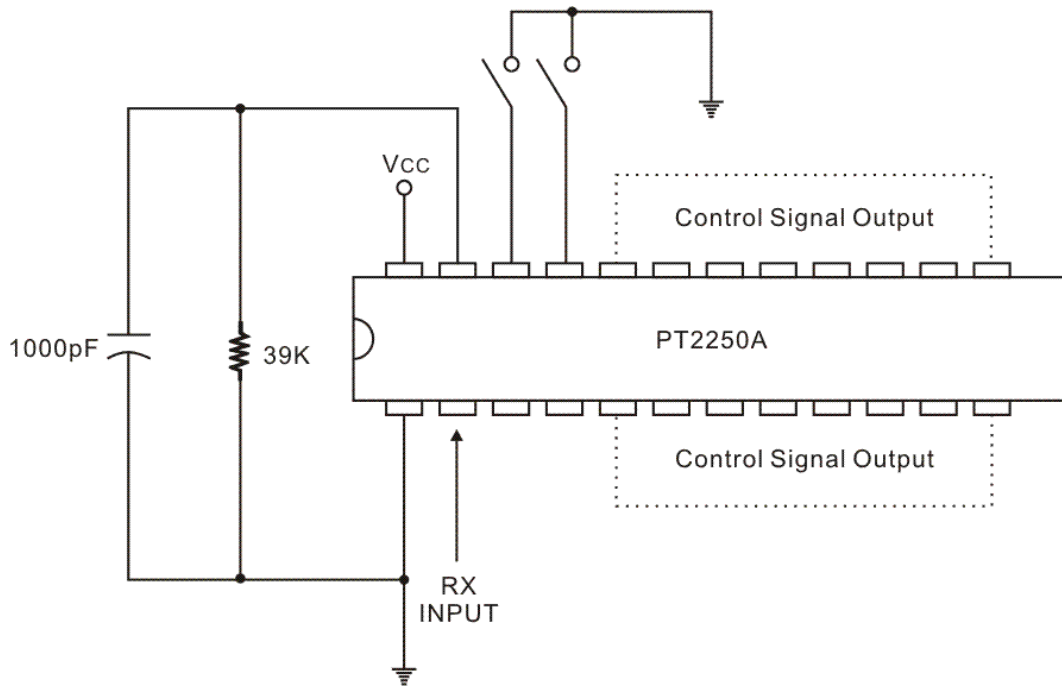 Vcc
Control Signal Output
1000pF
39K
PT2250A
Control Signal Output
RX
INPUT